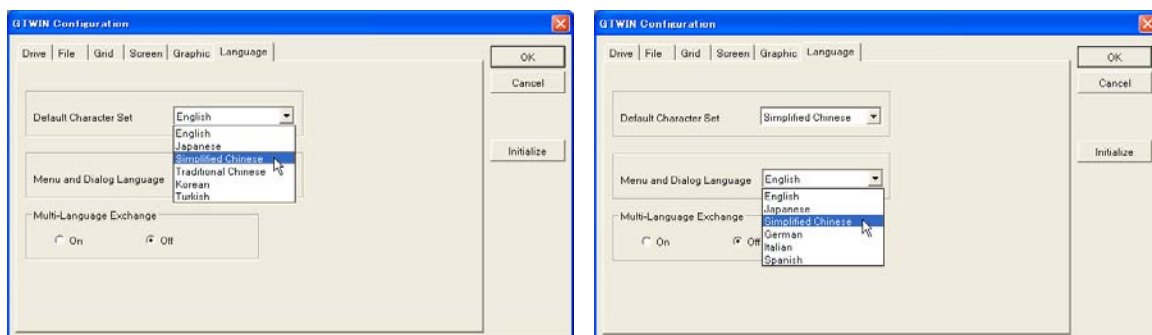 GTWIN Configuration
Drive File Grid Screen Graphic Language
OK
Cancel
Default Character Set English
English
Japanese
Simplified Chinese
Traditional Chinese
Korean
Turkish
Initialize
Menu and Dialog Language
Multi-Language Exchange
On Off
GTWIN Configuration
Drive File Grid Screen Graphic Language
OK
Cancel
Default Character Set Simplified Chinese
Initialize
Menu and Dialog Language English
English
Japanese
Simplified Chinese
German
Italian
Spanish
Multi-Language Exchange
On Off